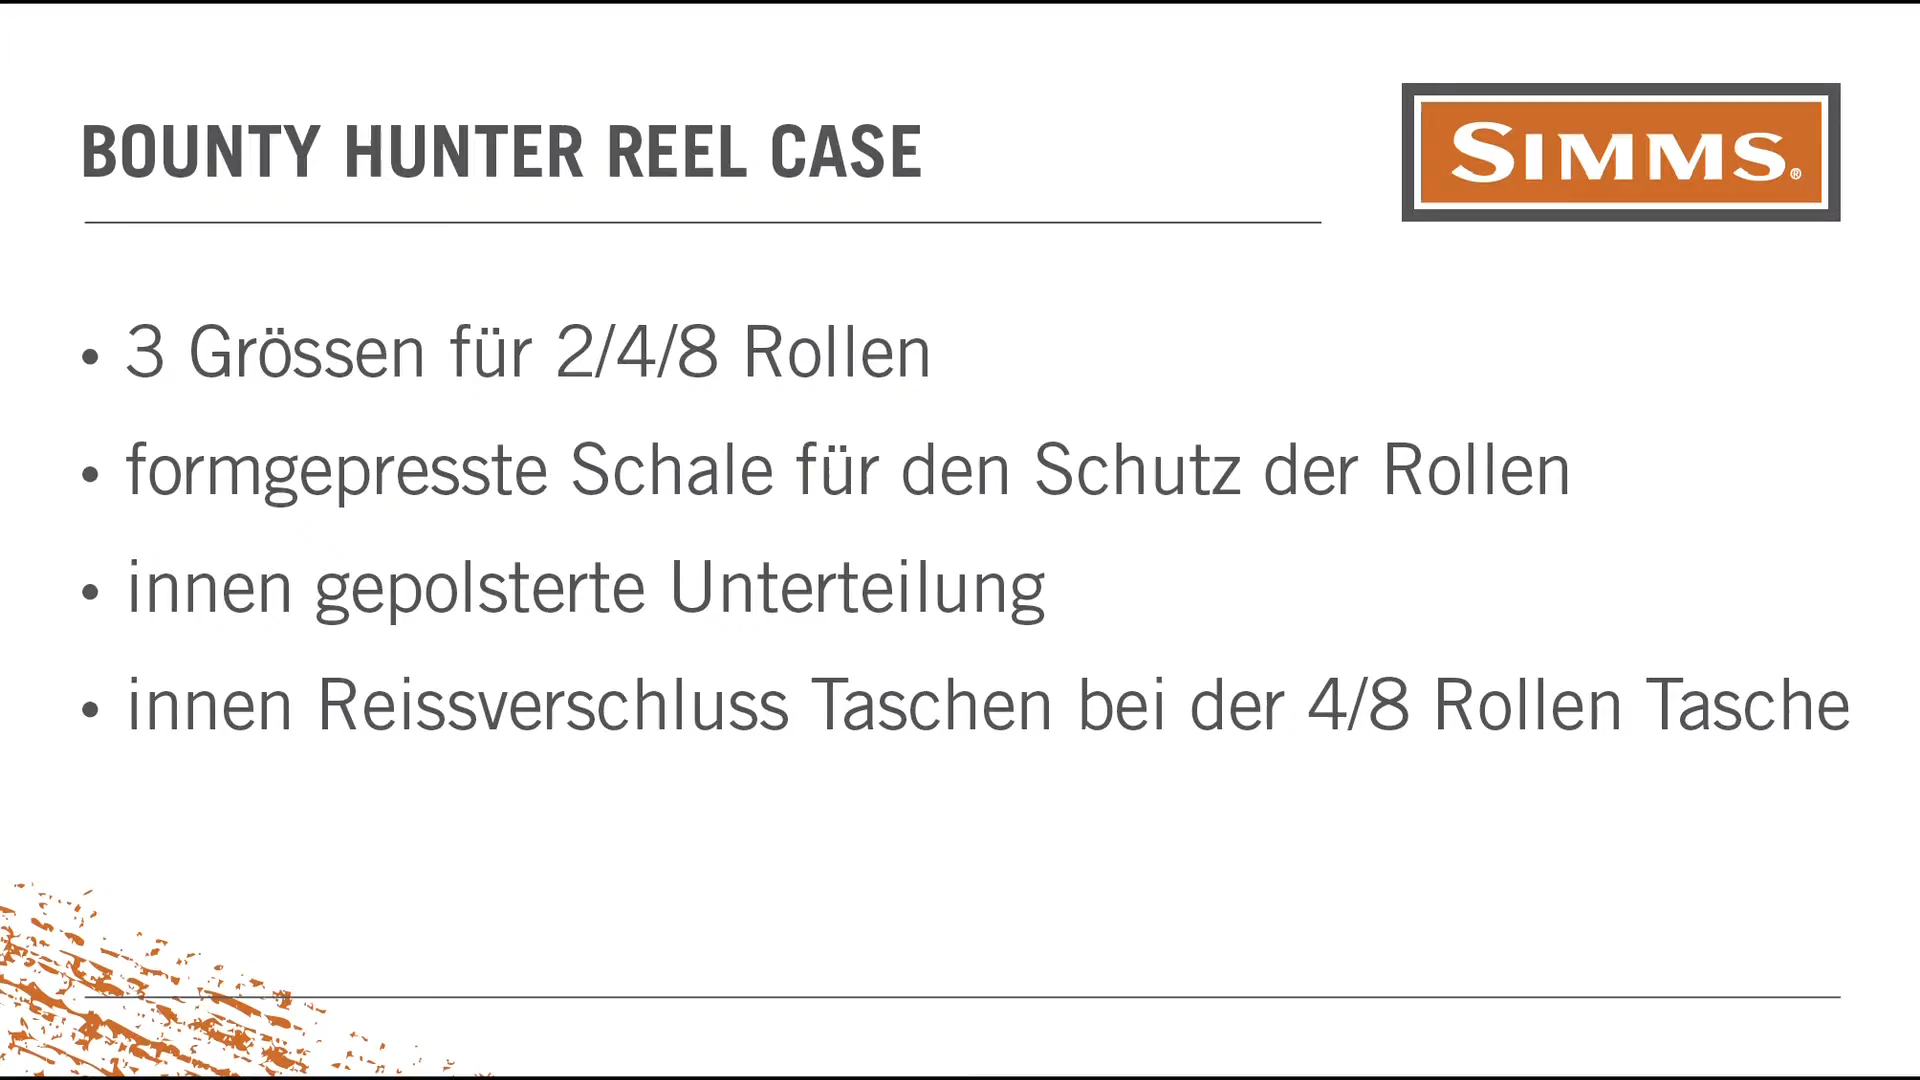 BOUNTY HUNTER REEL CASE
SIMMS®
• 3 Grössen für 2/4/8 Rollen
• formgepresste Schale für den Schutz der Rollen
• innen gepolsterte Unterteilung
• innen Reissverschluss Taschen bei der 4/8 Rollen Tasche